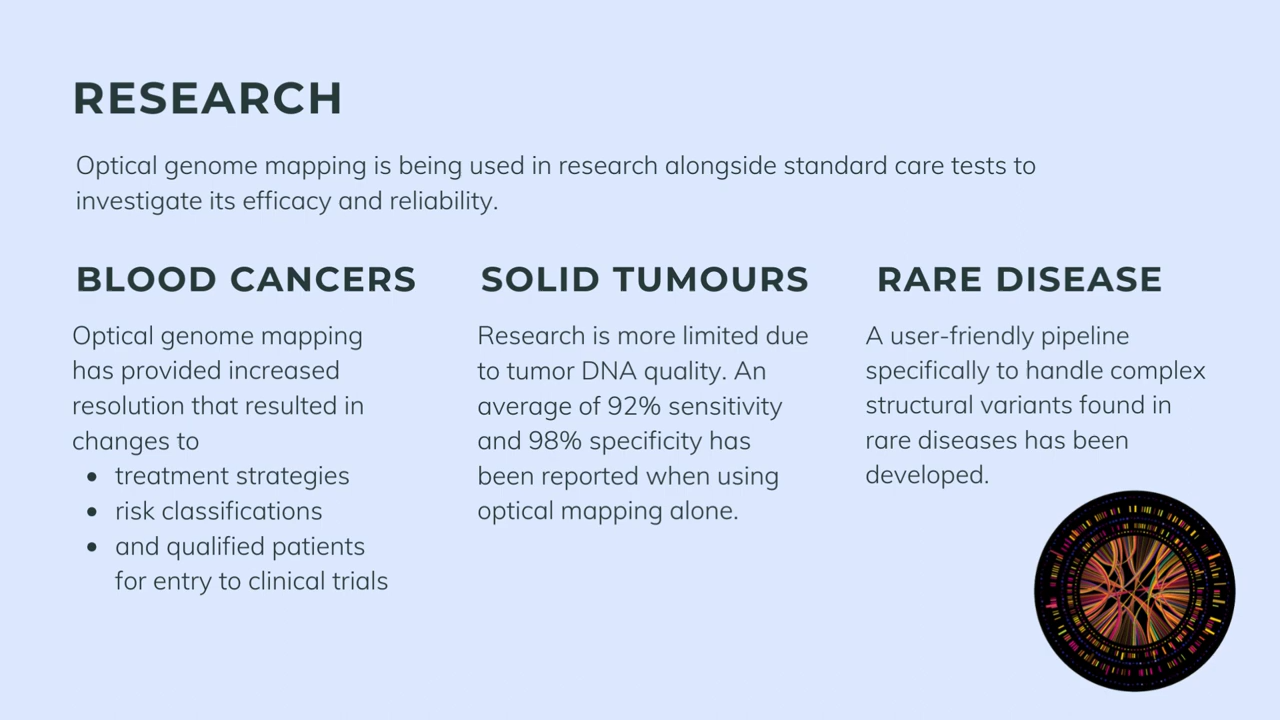 RESEARCH
Optical genome mapping is being used in research alongside standard care tests to
investigate its efficacy and reliability.
BLOOD CANCERS
Optical genome mapping
has provided increased
resolution that resulted in
changes to
• treatment strategies
• risk classifications
• and qualified patients
for entry to clinical trials
SOLID TUMOURS
Research is more limited due
to tumor DNA quality. An
average of 92% sensitivity
and 98% specificity has
been reported when using
optical mapping alone.
RARE DISEASE
A user-friendly pipeline
specifically to handle complex
structural variants found in
rare diseases has been
developed.